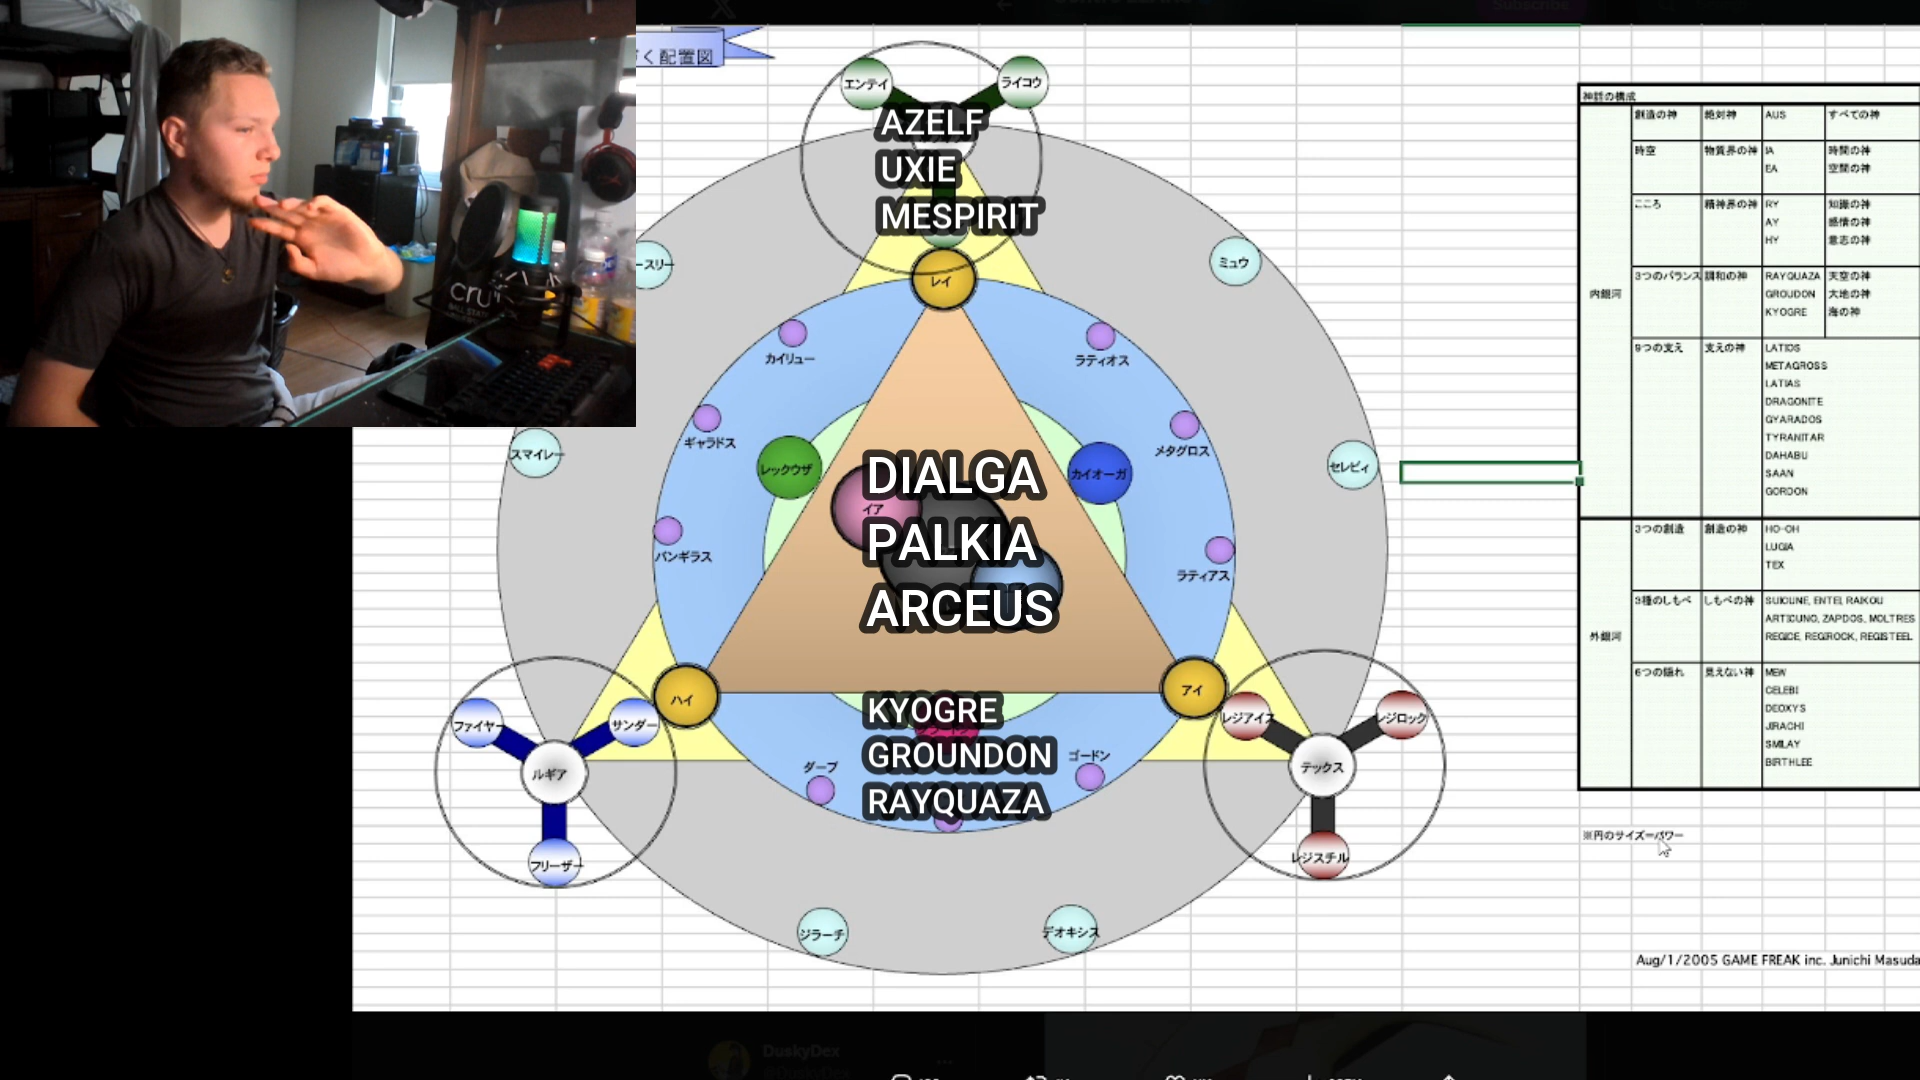 く配置図
エンテイ
ライコウ
AZELF
UXIE
MESPIRIT
ースリー
ミュウ
レイ
カイリュー
ラティオス
ギャラドス
メタグロス
スマイレー
レックウザ
カイオーガ
セレビィ
DIALGA
イア
PALKIA
ARCEUS
バンギラス
ラティアス
ハイ
アイ
KYOGRE
GROUNDON
RAYQUAZA
ファイヤー
サンダー
ルギア
フリーザー
レジアイス
レジロック
テックス
レジスチル
ダーブ
ゴードン
ジラーチ
デオキシス
神話の構成
創造の神 絶対神 AUS すべての神
時空 物質界の神 IA 時間の神
EA 空間の神
こころ 精神界の神 RY 知識の神
AY 感情の神
HY 意志の神
内銀河
3つのバランス 調和の神 RAYQUAZA 天空の神
GROUDON 大地の神
KYOGRE 海の神
9つの支え 支えの神 LATIOS
METAGROSS
LATIAS
DRAGONITE
GYARADOS
TYRANITAR
DAHABU
SAAN
GORDON
外銀河
3つの創造 創造の神 HO-OH
LUGIA
TEX
3種のしもべ しもべの神 SUICUNE, ENTEI, RAIKOU
ARTICUNO, ZAPDOS, MOLTRES
REGICE, REGIROCK, REGISTEEL
6つの隠れ 見えない神 MEW
CELEBI
DEOXYS
JIRACHI
SMILAY
BIRTHLEE
※円のサイズ=パワー
Aug/1/2005 GAME FREAK inc. Junichi Masuda
DuskyDex